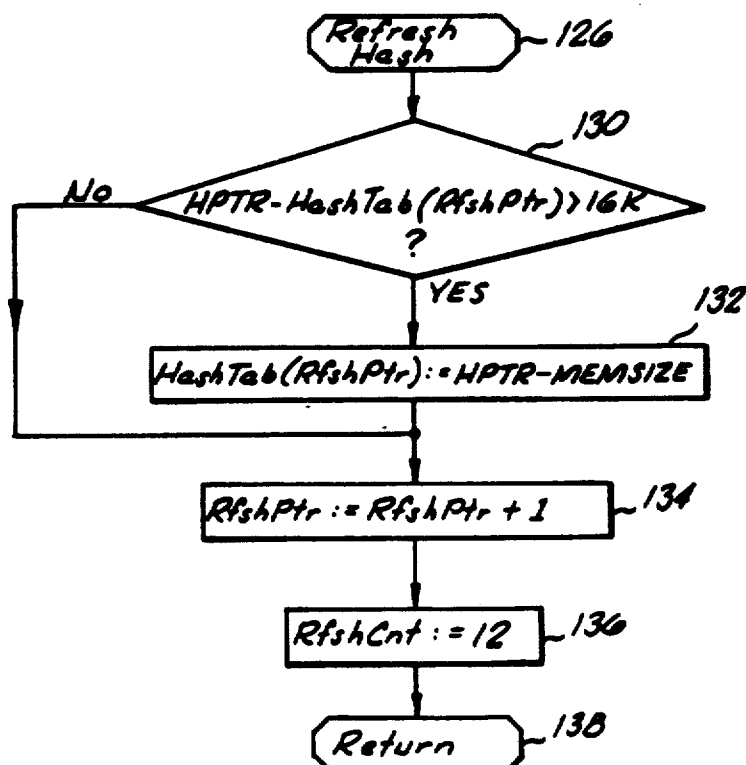 Refresh
Hash
126
130
No
HPTR-HashTab(RfshPtr)>16K
?
YES
132
HashTab(RfshPtr):=HPTR-MEMSIZE
RfshPtr:=RfshPtr+1
134
RfshCnt:=12
136
Return
138